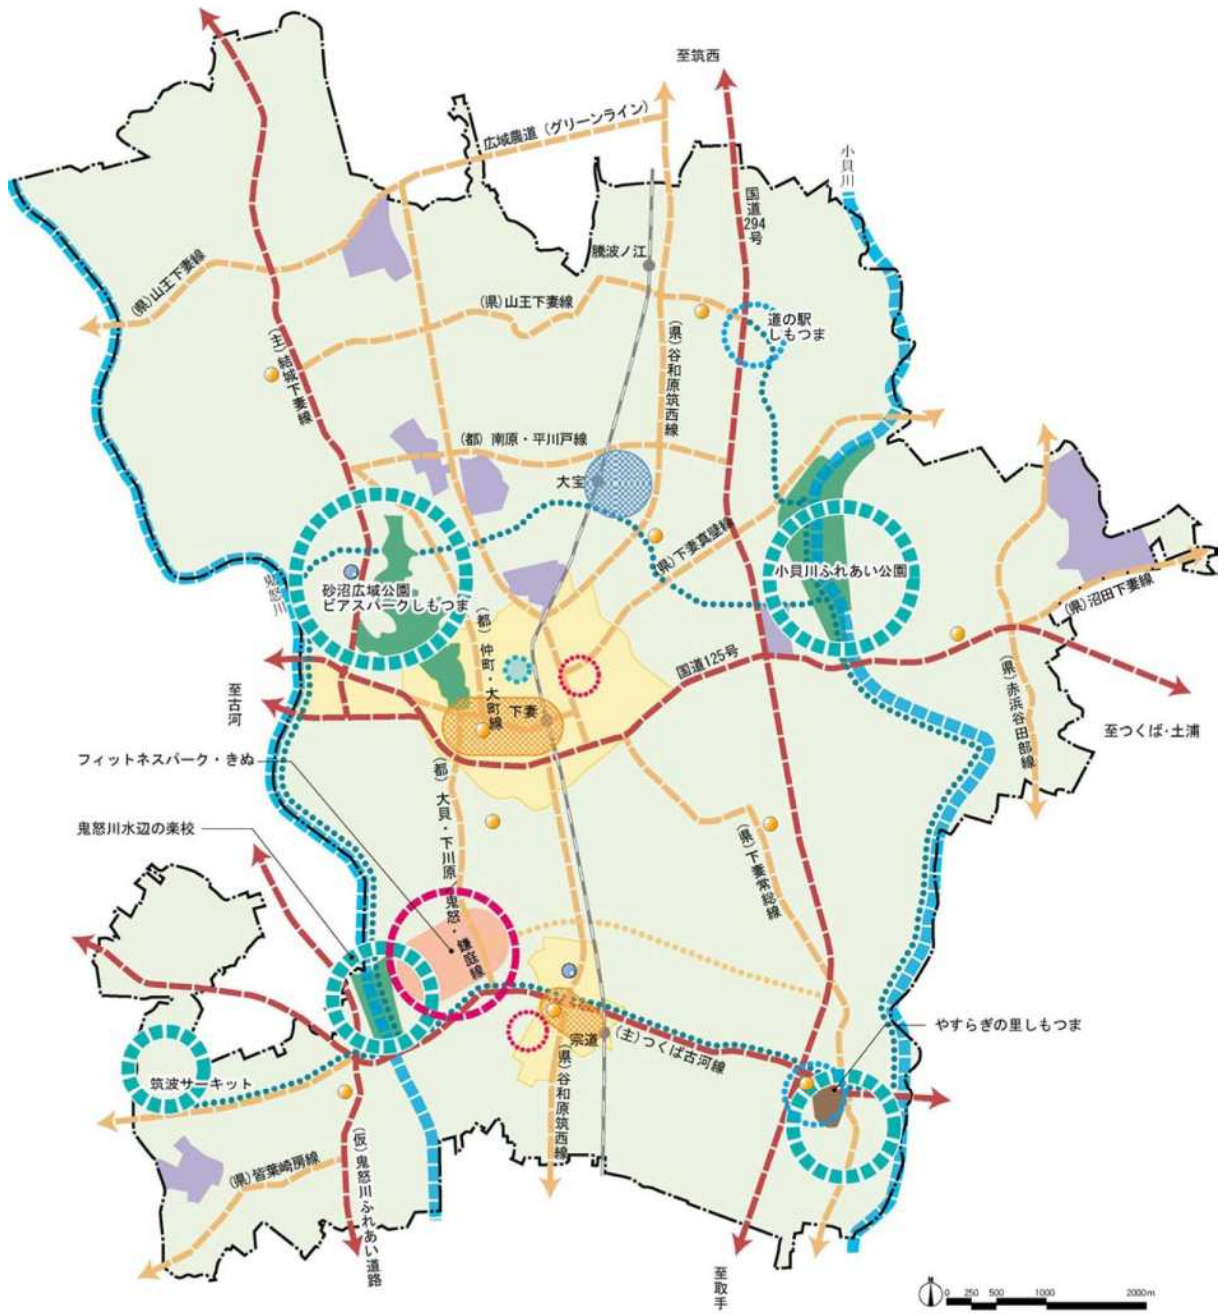 至筑西
広域農道（グリーンライン）
小貝川
国道294号
騰波ノ江
(県)山王下妻線
(県)山王下妻線
道の駅
しもつま
(主)結城下妻線
(県)谷和原筑西線
(都)南原・平川戸線
大宝
(県)下妻真壁線
小貝川ふれあい公園
鬼怒川
砂沼広域公園
ビアスパークしもつま
(県)沼田下妻線
(都)仲町・大町線
国道125号
(県)赤浜谷田部線
至古河
下妻
至つくば・土浦
フィットネスパーク・きぬ
(都)大貝・下川原・鬼怒・鎌庭線
鬼怒川水辺の楽校
(県)下妻常総線
やすらぎの里しもつま
宗道
(主)つくば古河線
筑波サーキット
(県)谷和原筑西線
(県)皆葉崎房線
(仮)鬼怒川ふれあい道路
至取手
N
0 250 500 1000 2000m